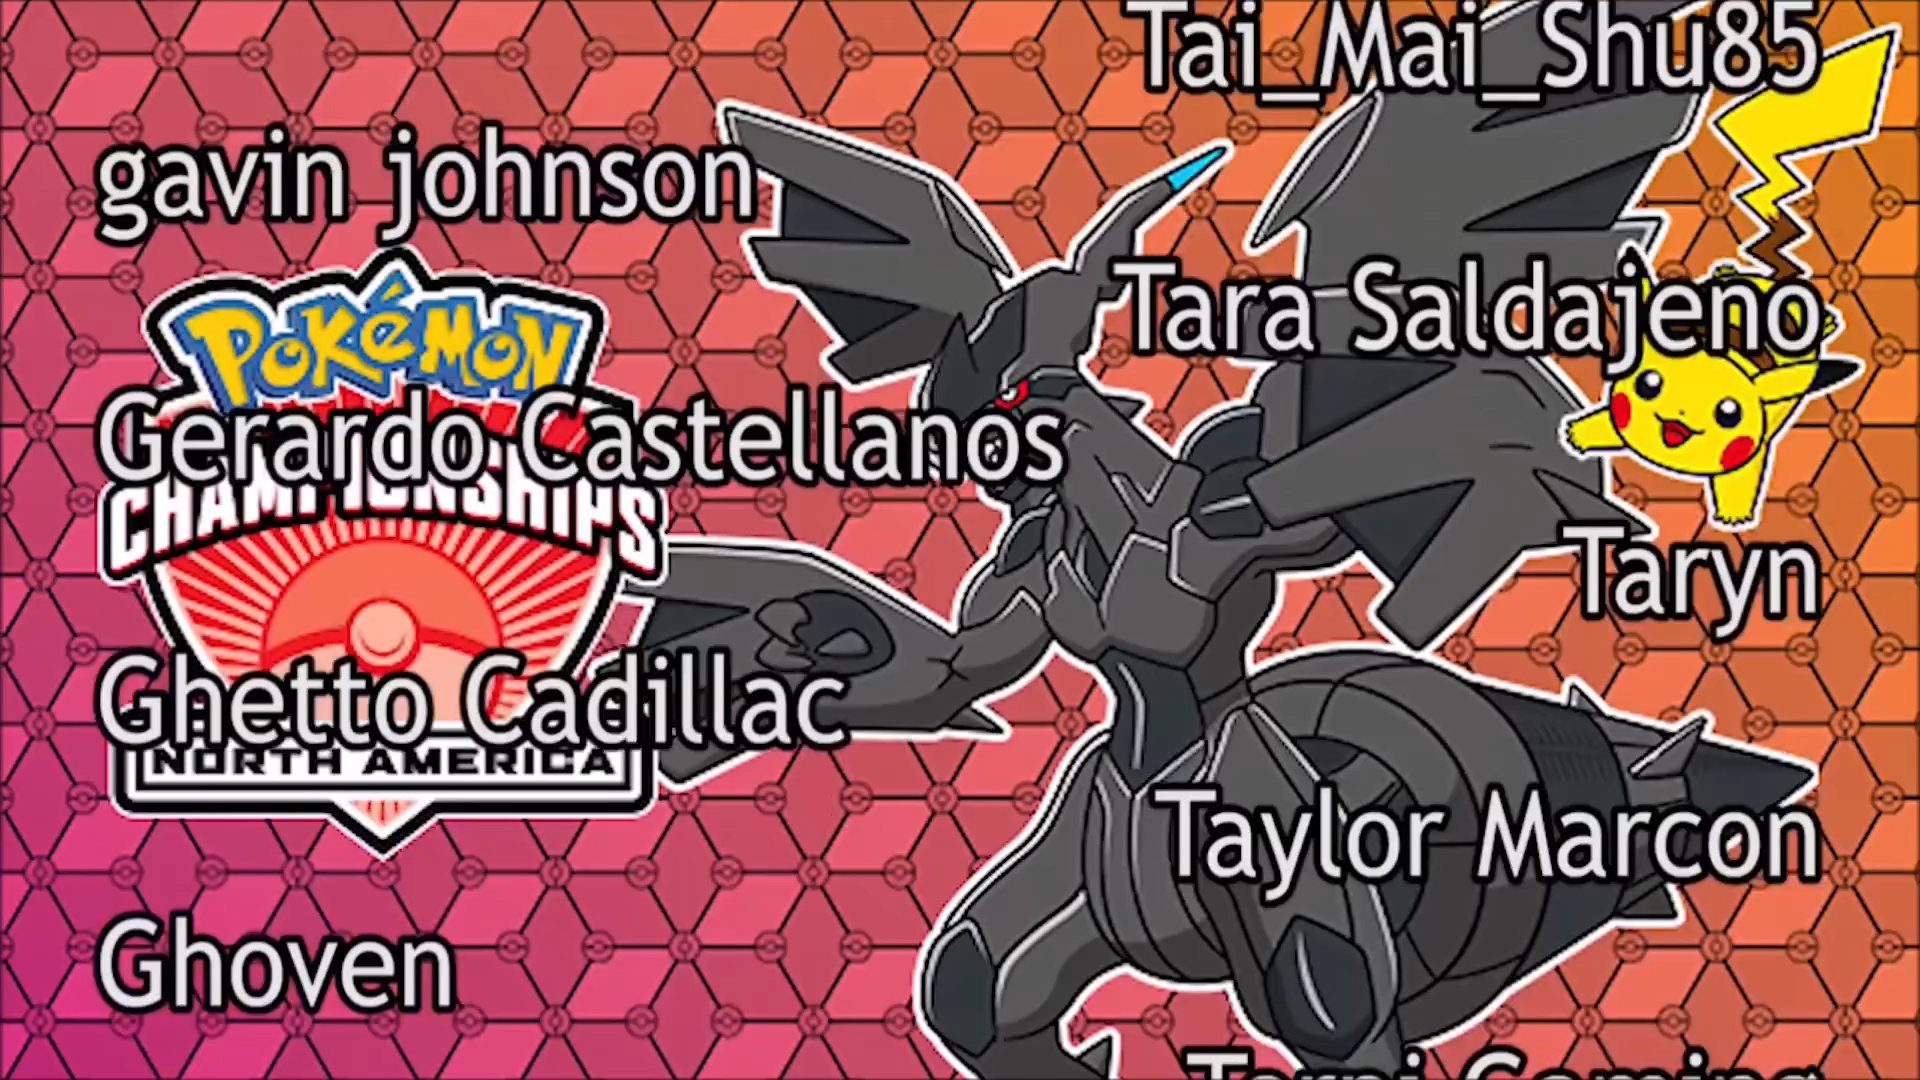 Tai_Mai_Shu85
gavin johnson
Tara Saldajeno
Pokémon
Gerardo Castellanos
CHAMPIONSHIPS
Taryn
Ghetto Cadillac
NORTH AMERICA
Taylor Marcon
Ghoven